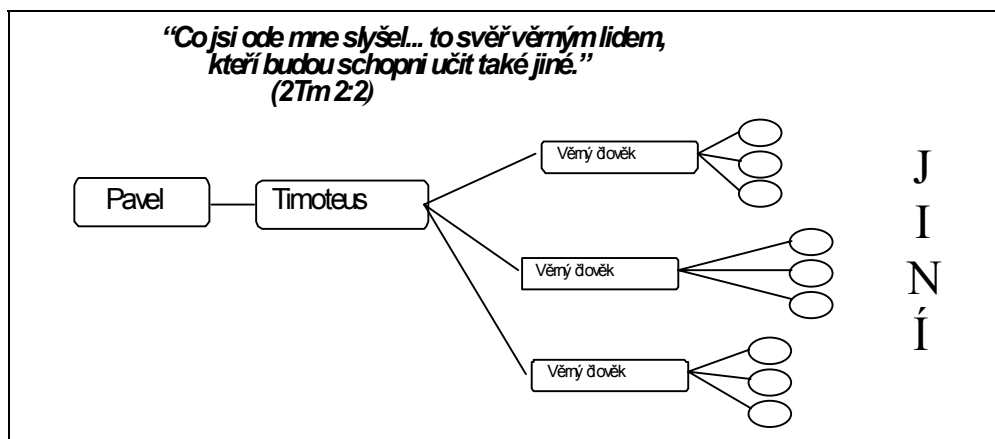 “Co jsi ode mne slyšel... to svěř věrným lidem,
kteří budou schopni učit také jiné.”
(2Tm 2:2)
Věrný člověk
Pavel
Timoteus
Věrný člověk
Věrný člověk
J
I
N
Í